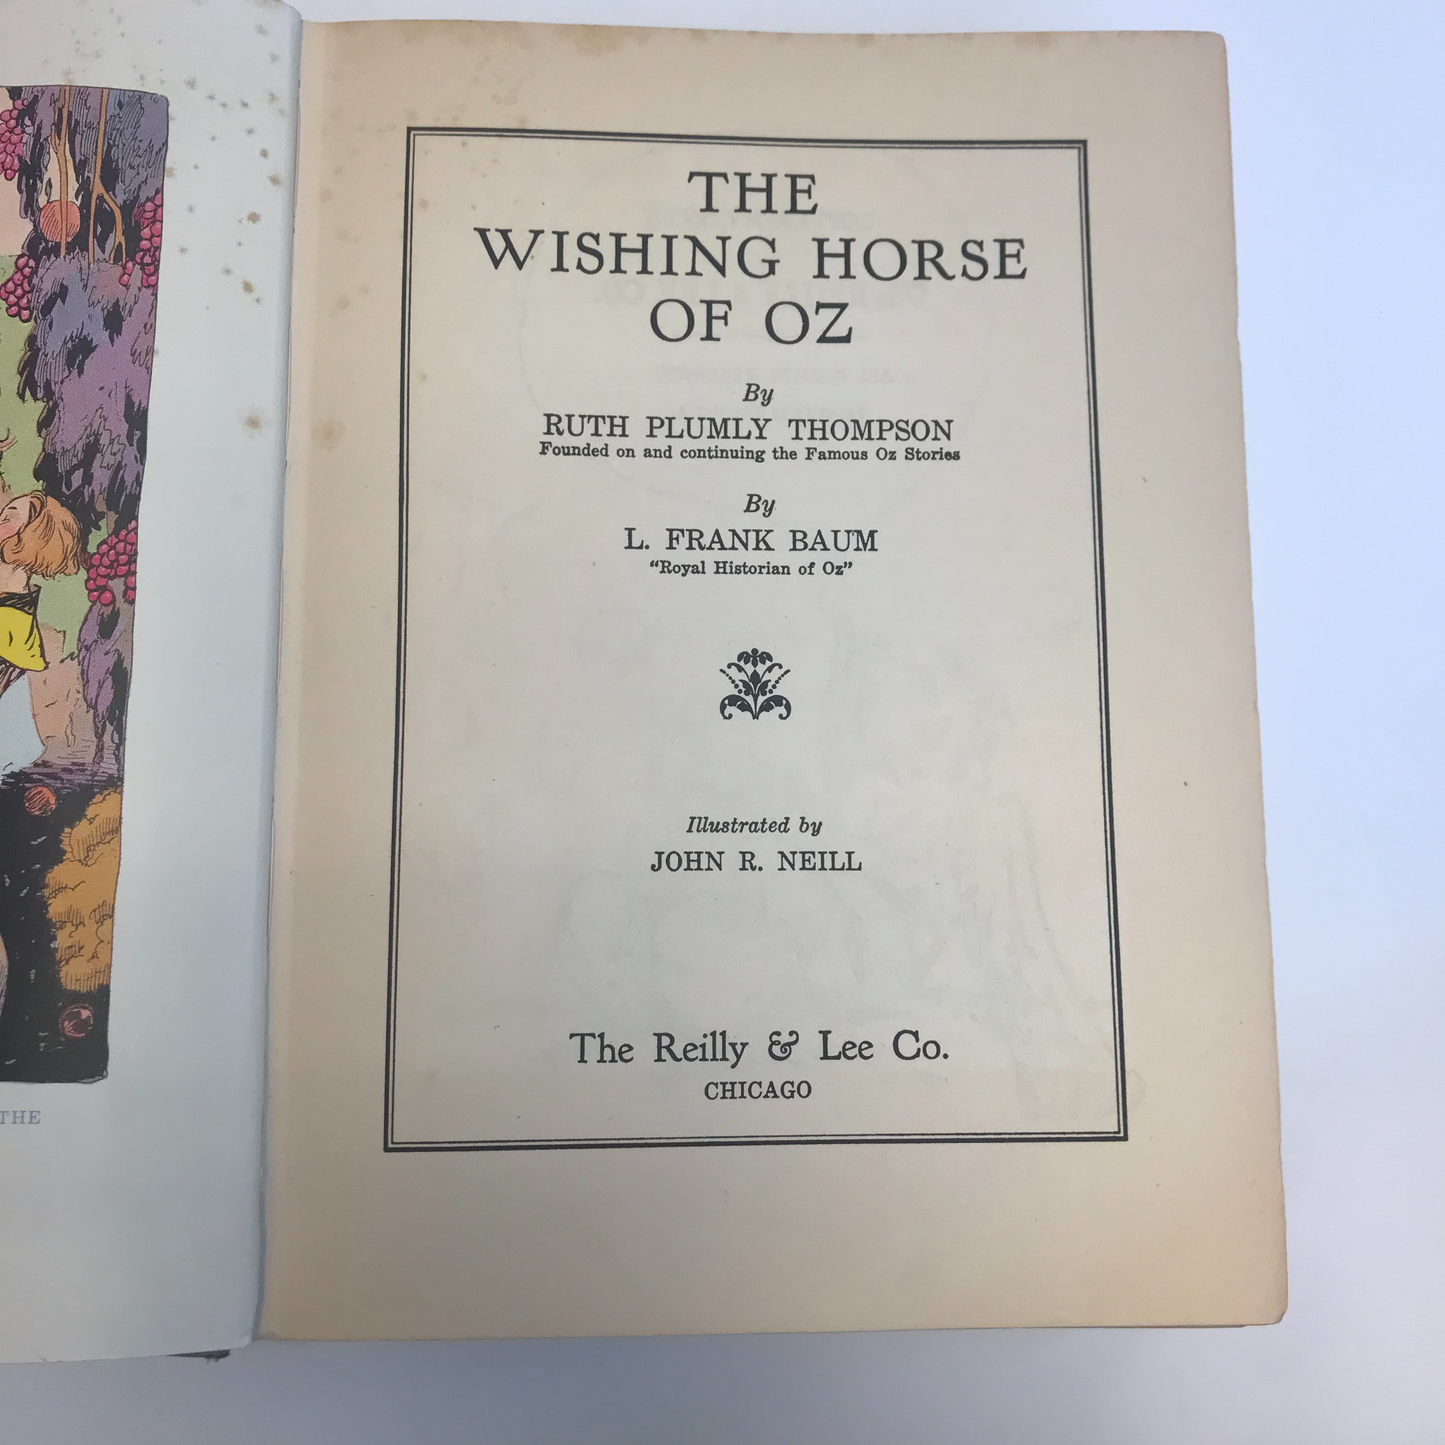 THE
THE
WISHING HORSE
OF OZ
By
RUTH PLUMLY THOMPSON
Founded on and continuing the Famous Oz Stories
By
L. FRANK BAUM
"Royal Historian of Oz"
Illustrated by
JOHN R. NEILL
The Reilly & Lee Co.
CHICAGO